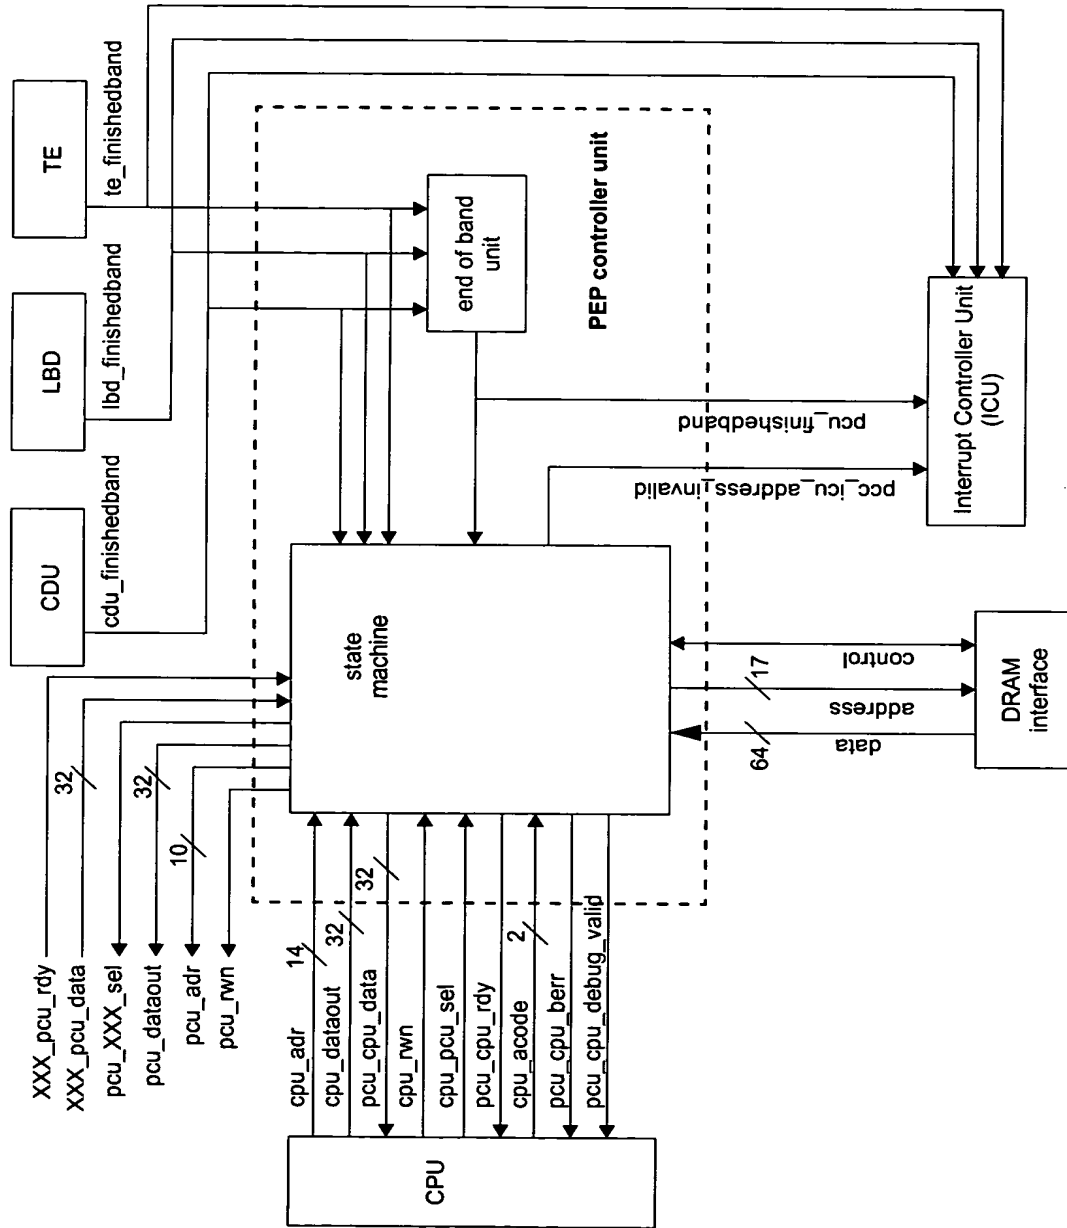 CDU
LBD
TE
cdu_finishedband
lbd_finishedband
te_finishedband
XXX_pcu_rdy
XXX_pcu_data
32
pcu_XXX_sel
pcu_dataout
32
pcu_adr
10
pcu_rwn
end of band
unit
PEP controller unit
state
machine
CPU
cpu_adr
14
cpu_dataout
32
pcu_cpu_data
32
cpu_rwn
cpu_pcu_sel
pcu_cpu_rdy
cpu_acode
2
pcu_cpu_berr
pcu_cpu_debug_valid
pcu_finishedband
pcc_icu_address_invalid
control
17
address
64
data
DRAM
interface
Interrupt Controller Unit
(ICU)